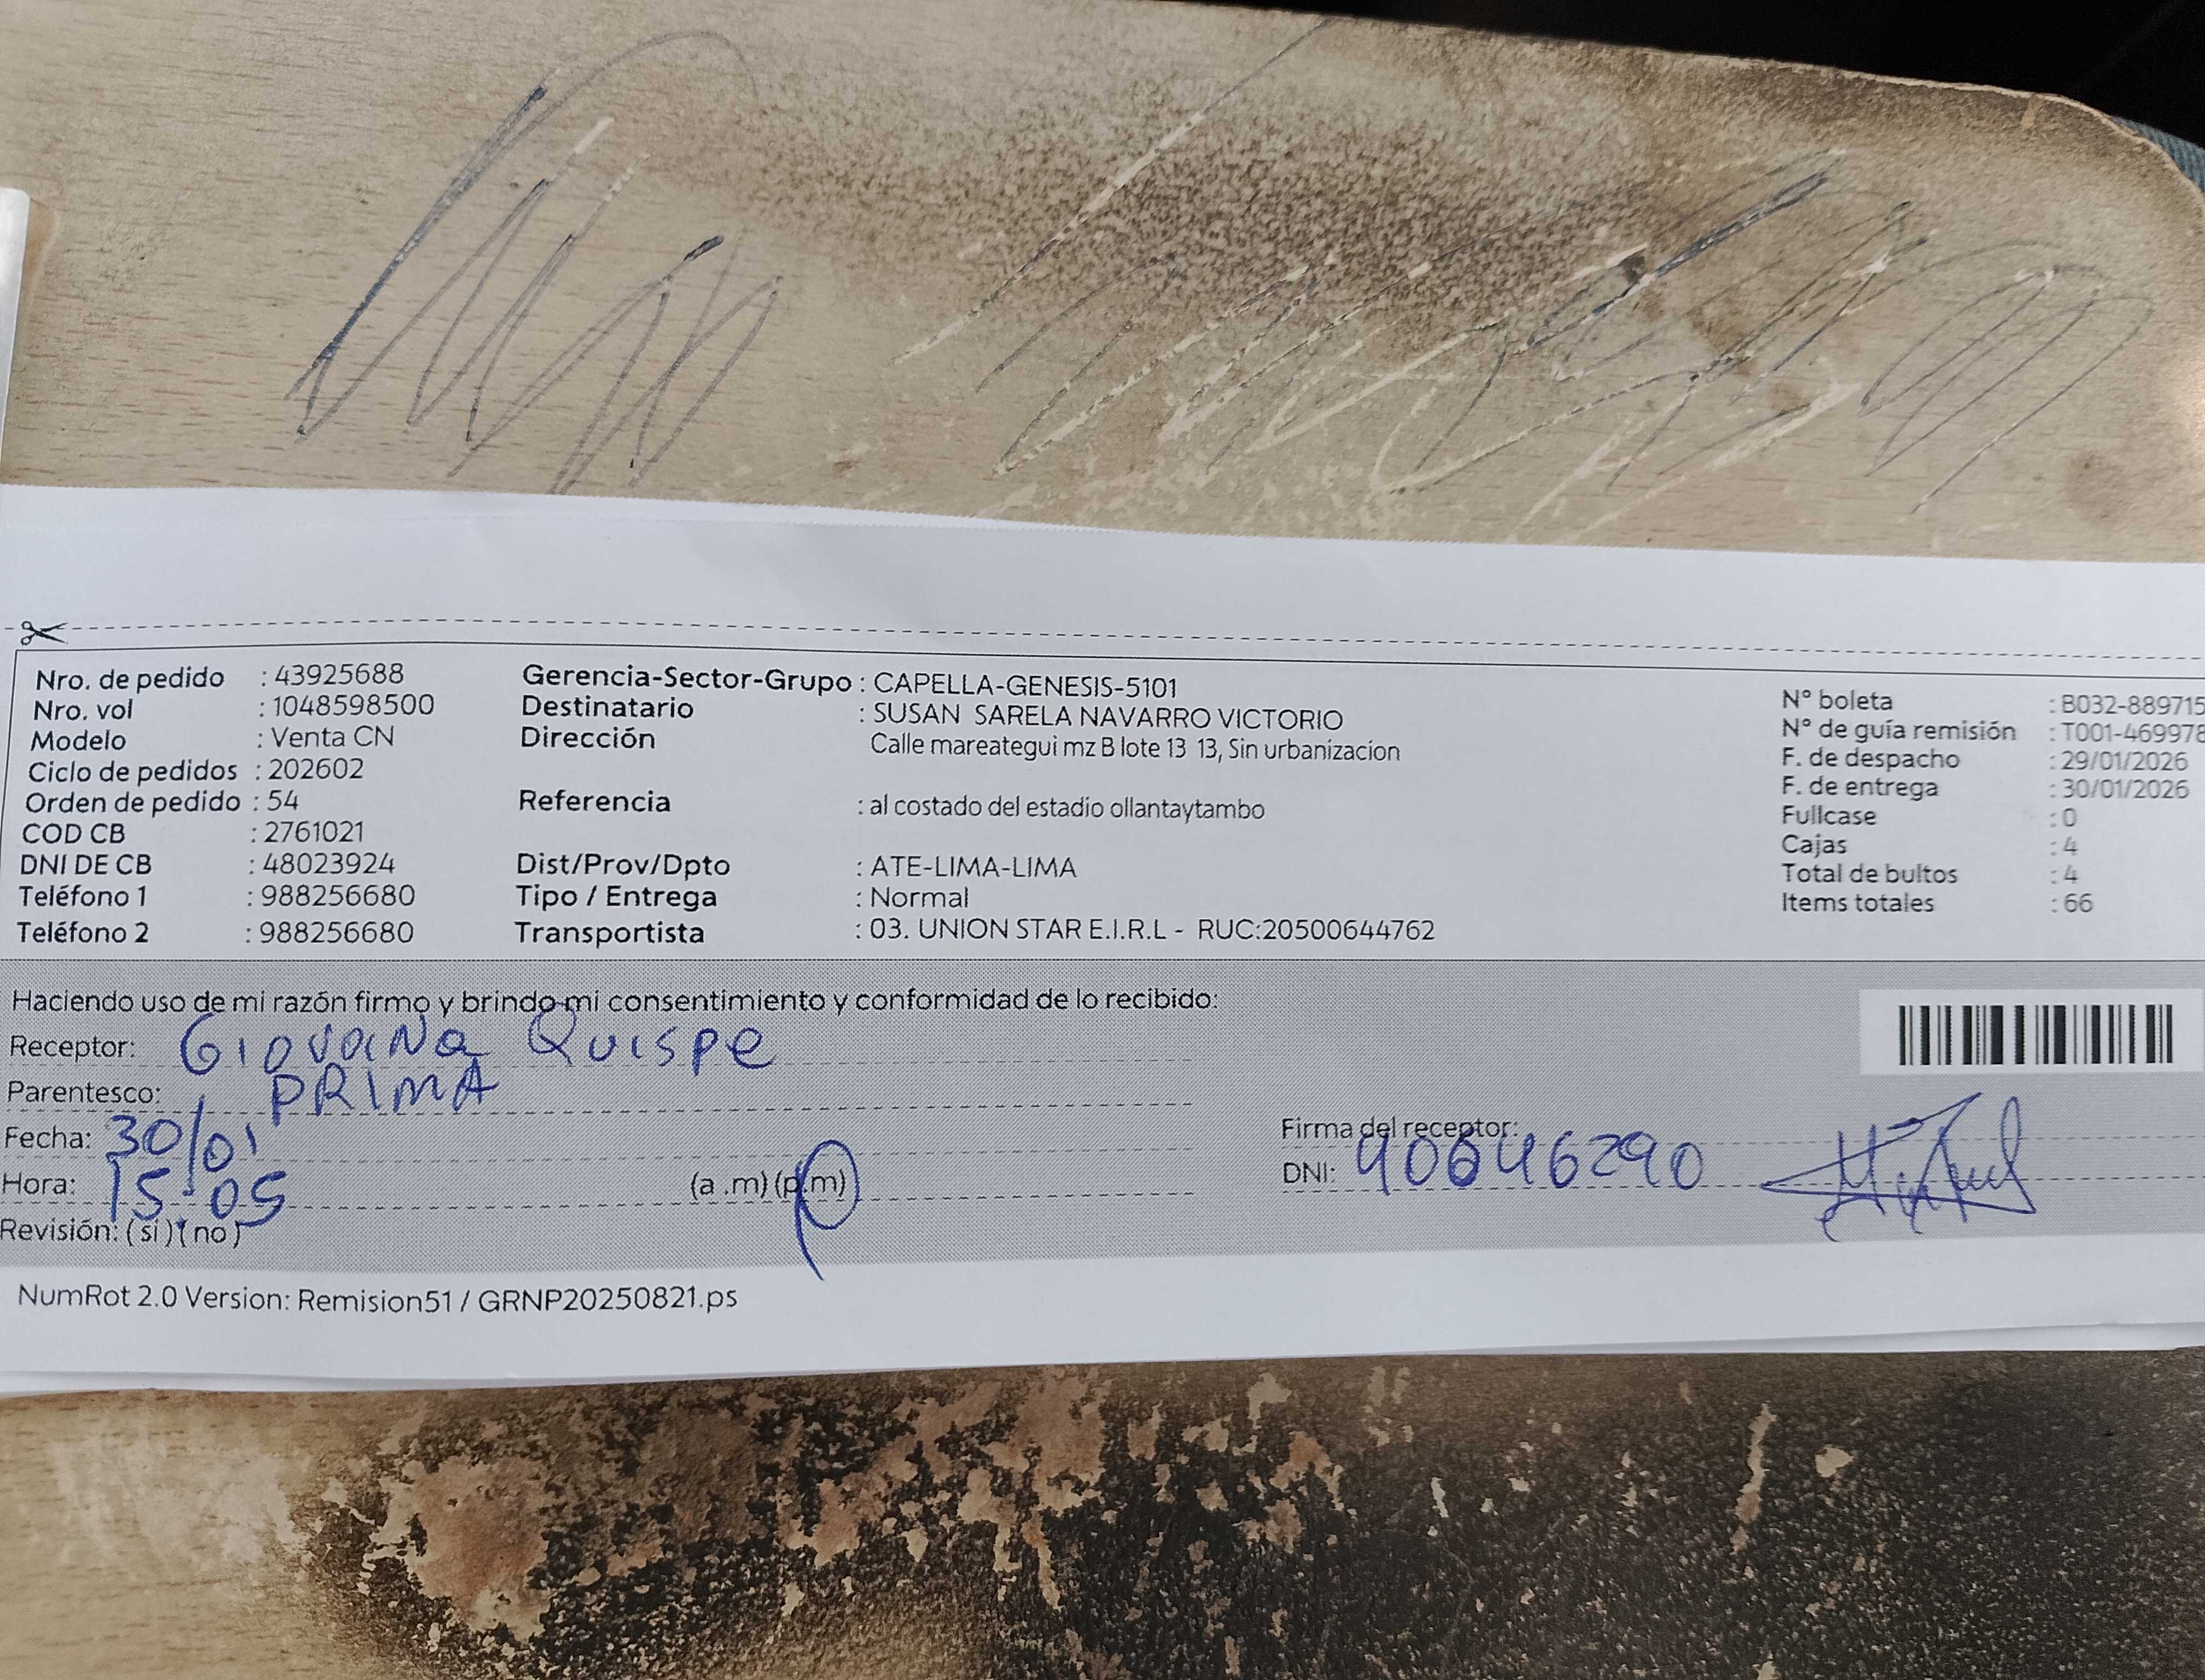 Nro. de pedido : 43925688
Nro. vol : 1048598500
Modelo : Venta CN
Ciclo de pedidos : 202602
Orden de pedido : 54
COD CB : 2761021
DNI DE CB : 48023924
Teléfono 1 : 988256680
Teléfono 2 : 988256680
Gerencia-Sector-Grupo : CAPELLA-GENESIS-5101
Destinatario : SUSAN SARELA NAVARRO VICTORIO
Dirección : Calle mareategui mz B lote 13 13, Sin urbanizacion
Referencia : al costado del estadio ollantaytambo
Dist/Prov/Dpto : ATE-LIMA-LIMA
Tipo / Entrega : Normal
Transportista : 03. UNION STAR E.I.R.L - RUC:20500644762
N° boleta : B032-889715
N° de guía remisión : T001-469978
F. de despacho : 29/01/2026
F. de entrega : 30/01/2026
Fullcase : 0
Cajas : 4
Total de bultos : 4
Items totales : 66
Haciendo uso de mi razón firmo y brindo mi consentimiento y conformidad de lo recibido:
Receptor: Giovana Quispe
Parentesco: PRIMA
Fecha: 30/01
Hora: 15:05 (a .m) (p.m)
Revisión: ( si ) ( no )
Firma del receptor:
DNI: 40646290
NumRot 2.0 Version: Remision51 / GRNP20250821.ps